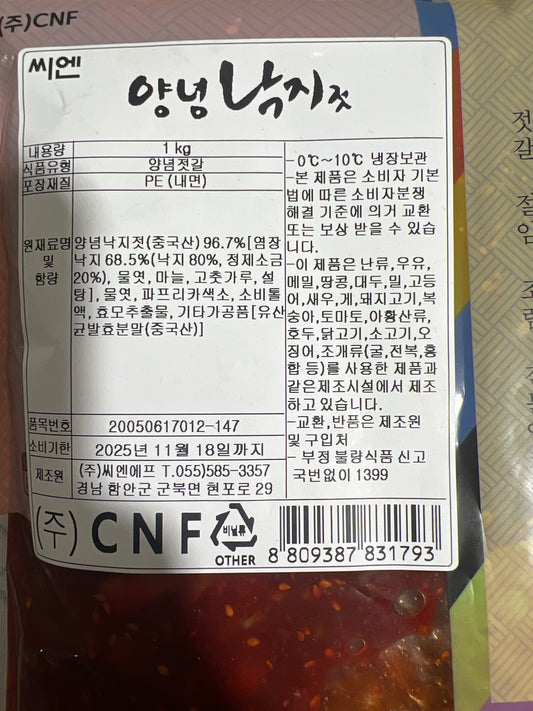 (주)CNF
씨엔
양념낙지젓
내용량 1 kg
식품유형 양념젓갈
포장재질 PE (내면)
원재료명
및
함량
양념낙지젓(중국산) 96.7%[염장
낙지 68.5%(낙지 80%, 정제소금
20%), 물엿, 마늘, 고춧가루, 설
탕], 물엿, 파프리카색소, 소비톨
액, 효모추출물, 기타가공품[유산
균발효분말(중국산)]
품목번호 20050617012-147
소비기한 2025년 11월 18일까지
제조원 (주)씨엔에프 T.055)585-3357
경남 함안군 군북면 현포로 29
-0℃~10℃ 냉장보관
-본 제품은 소비자 기본
법에 따른 소비자분쟁
해결 기준에 의거 교환
또는 보상 받을 수 있습
니다.
-이 제품은 난류,우유,
메밀,땅콩,대두,밀,고등
어,새우,게,돼지고기,복
숭아,토마토,아황산류,
호두,닭고기,소고기,오
징어,조개류(굴,전복,홍
합 등)를 사용한 제품과
같은제조시설에서 제조
하고 있습니다.
-교환,반품은 제조원
및 구입처
- 부정 불량식품 신고
국번없이 1399
(주) CNF
비닐류
OTHER
8 809387 831793
젓
갈